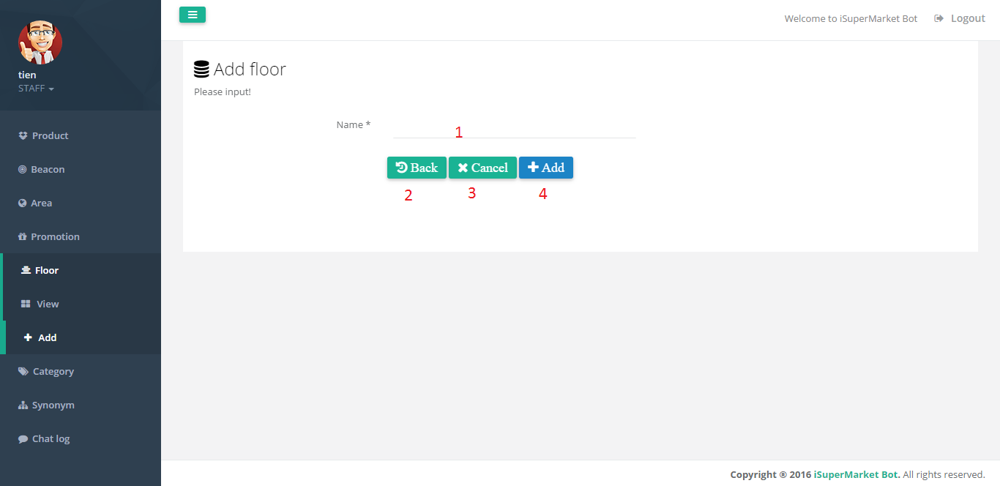 Welcome to iSuperMarket Bot Logout
tien
STAFF
Product
Beacon
Area
Promotion
Floor
View
Add
Category
Synonym
Chat log
Add floor
Please input!
Name *
1
Back Cancel Add
2 3 4
Copyright ® 2016 iSuperMarket Bot. All rights reserved.